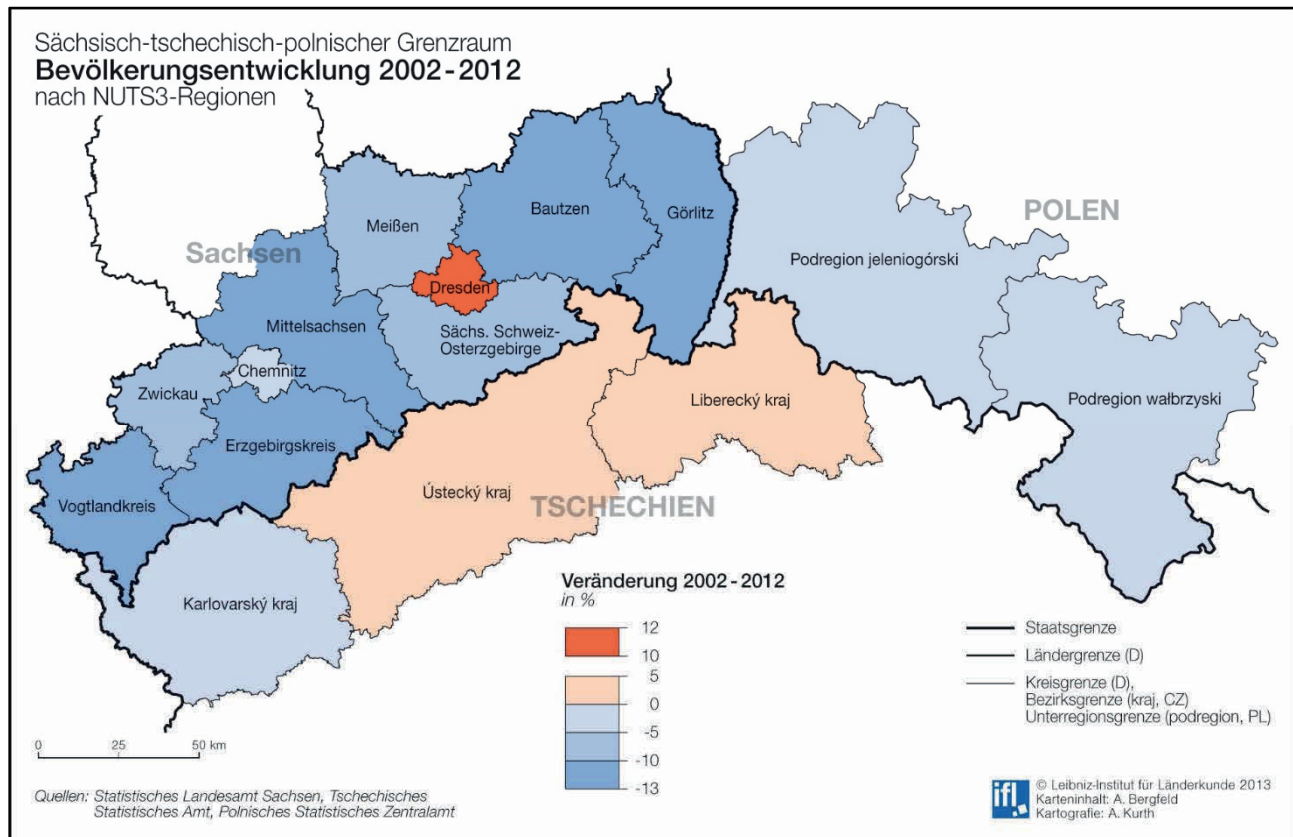 Sächsisch-tschechisch-polnischer Grenzraum
Bevölkerungsentwicklung 2002-2012
nach NUTS3-Regionen
Sachsen
POLEN
TSCHECHIEN
Meißen
Bautzen
Görlitz
Dresden
Podregion jeleniogórski
Mittelsachsen
Sächs. Schweiz-
Osterzgebirge
Chemnitz
Zwickau
Liberecký kraj
Podregion wałbrzyski
Erzgebirgskreis
Ústecký kraj
Vogtlandkreis
Karlovarský kraj
Veränderung 2002-2012
in %
12
10
5
0
-5
-10
-13
Staatsgrenze
Ländergrenze (D)
Kreisgrenze (D),
Bezirksgrenze (kraj, CZ)
Unterregionsgrenze (podregion, PL)
0 25 50 km
Quellen: Statistisches Landesamt Sachsen, Tschechisches
Statistisches Amt, Polnisches Statistisches Zentralamt
ifl
© Leibniz-Institut für Länderkunde 2013
Karteninhalt: A. Bergfeld
Kartografie: A. Kurth